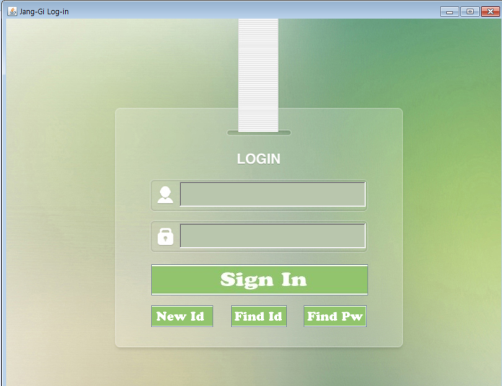 Jang-Gi Log-in
LOGIN
Sign In
New Id
Find Id
Find Pw